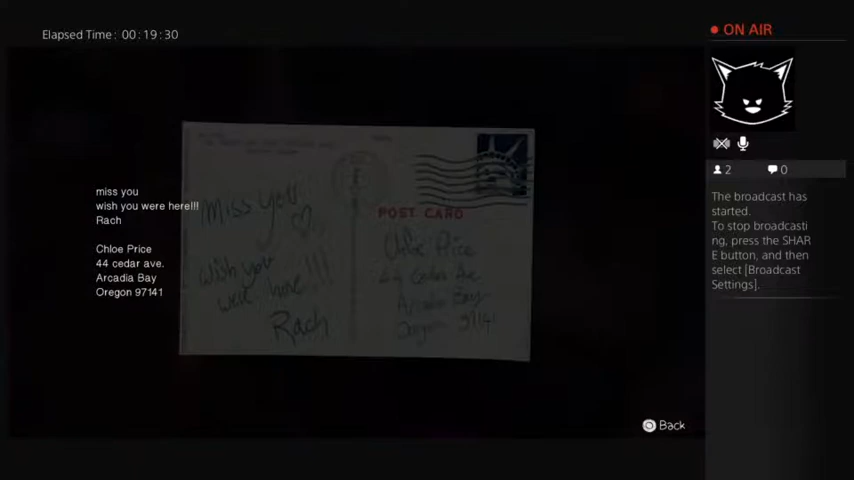 Elapsed Time : 00:19:30
ON AIR
2
0
The broadcast has
started.
To stop broadcasti
ng, press the SHAR
E button, and then
select [Broadcast
Settings].
miss you
wish you were here!!!
Rach
Chloe Price
44 cedar ave.
Arcadia Bay
Oregon 97141
miss you
wish you
were here !!!
Rach
POST CARD
Chloe Price
44 Cedar Ave
Arcadia Bay
Oregon 97141
Back